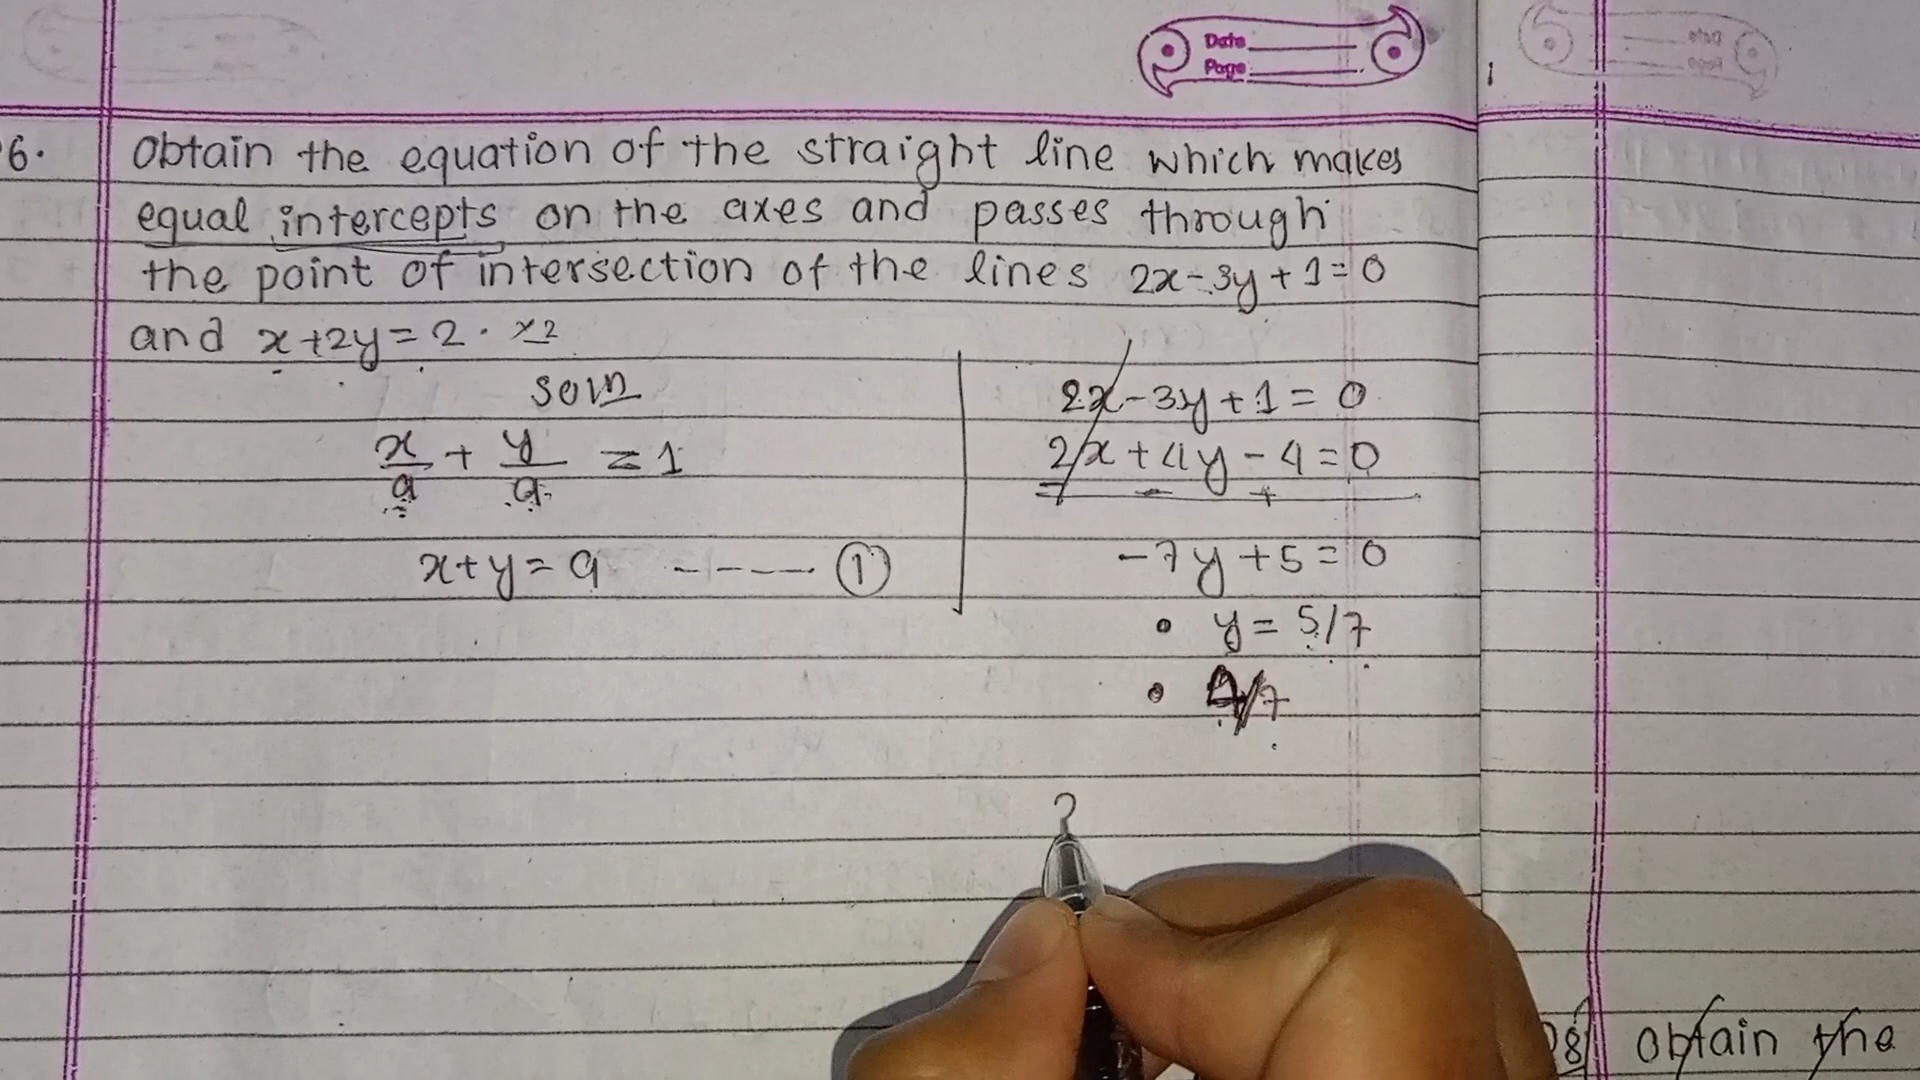 Date
Page
6. Obtain the equation of the straight line which makes
equal intercepts on the axes and passes through
the point of intersection of the lines 2x-3y+1=0
and x+2y=2. ×2
soln
x/a + y/a = 1
x+y=a ----- ①
2x-3y+1=0
2x+4y-4=0
- - +
-7y+5=0
• y=5/7
• 4/7
?
8 Obtain the